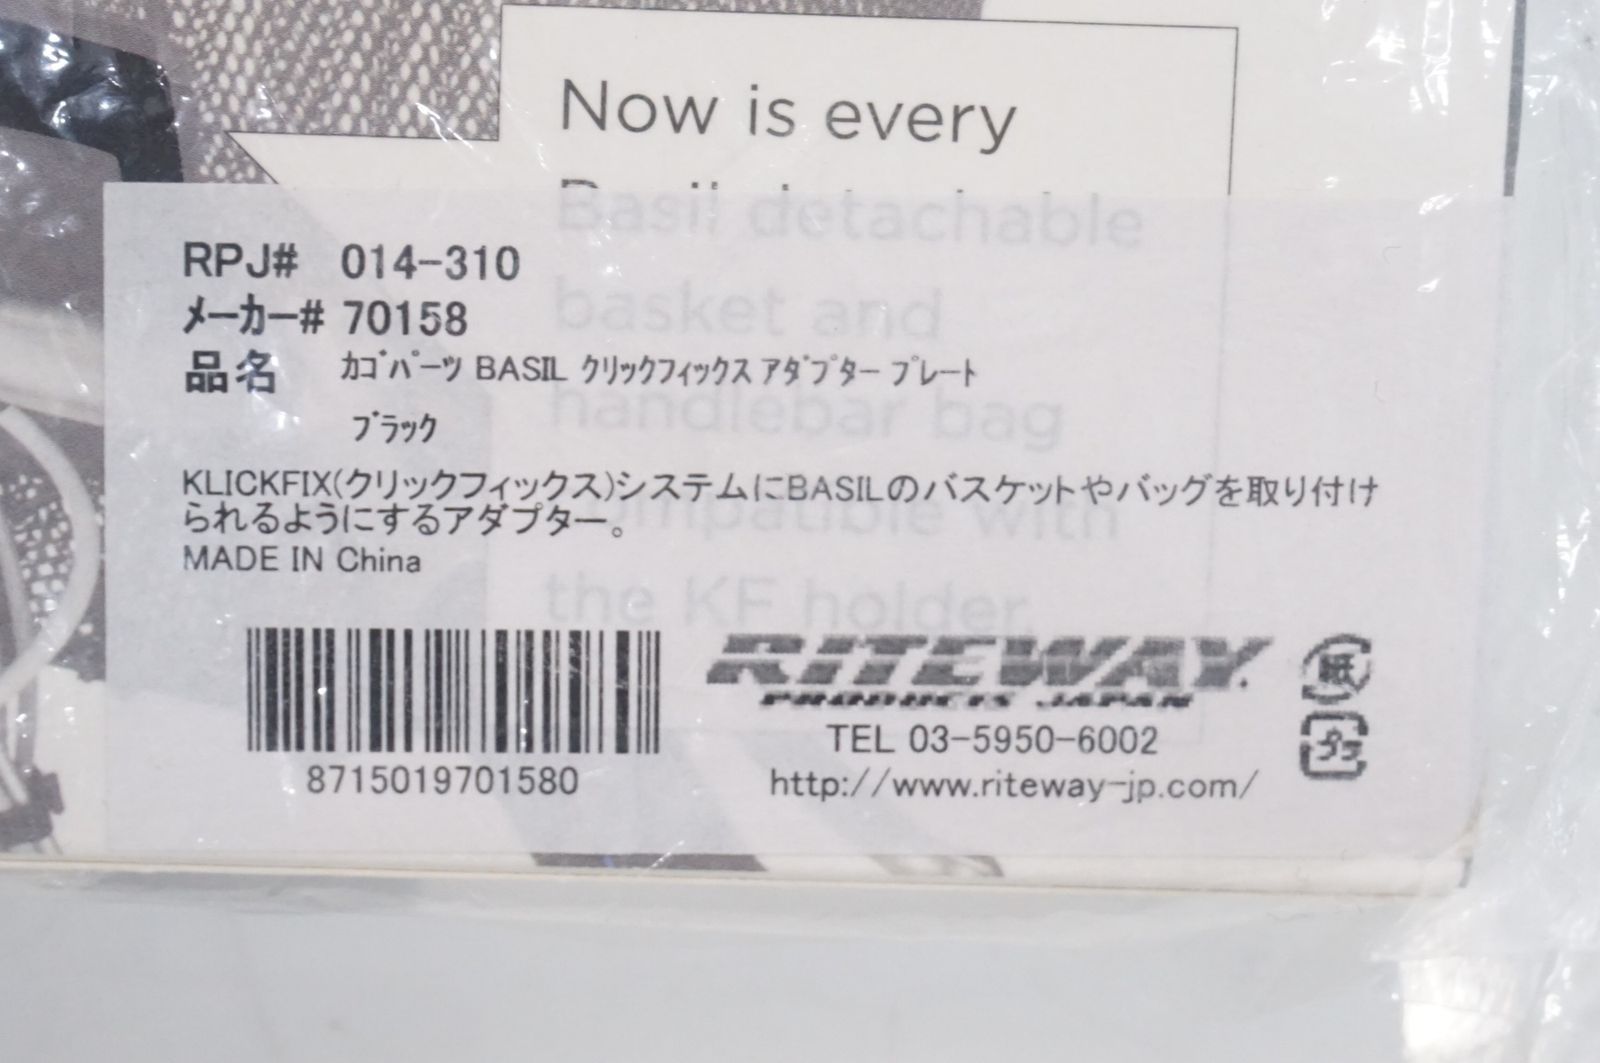 Now is every
Basil detachable
basket and
handlebar bag
compatible with
the KF holder.
RPJ# 014-310
ﾒｰｶｰ# 70158
品名 ｶｺﾞﾊﾟｰﾂ BASIL ｸﾘｯｸﾌｨｯｸｽ ｱﾀﾞﾌﾟﾀｰ ﾌﾟﾚｰﾄ
ﾌﾞﾗｯｸ
KLICKFIX(クリックフィックス)システムにBASILのバスケットやバッグを取り付け
られるようにするアダプター。
MADE IN China
8715019701580
RITEWAY.
PRODUCTS JAPAN
TEL 03-5950-6002
http://www.riteway-jp.com/
紙
プラ